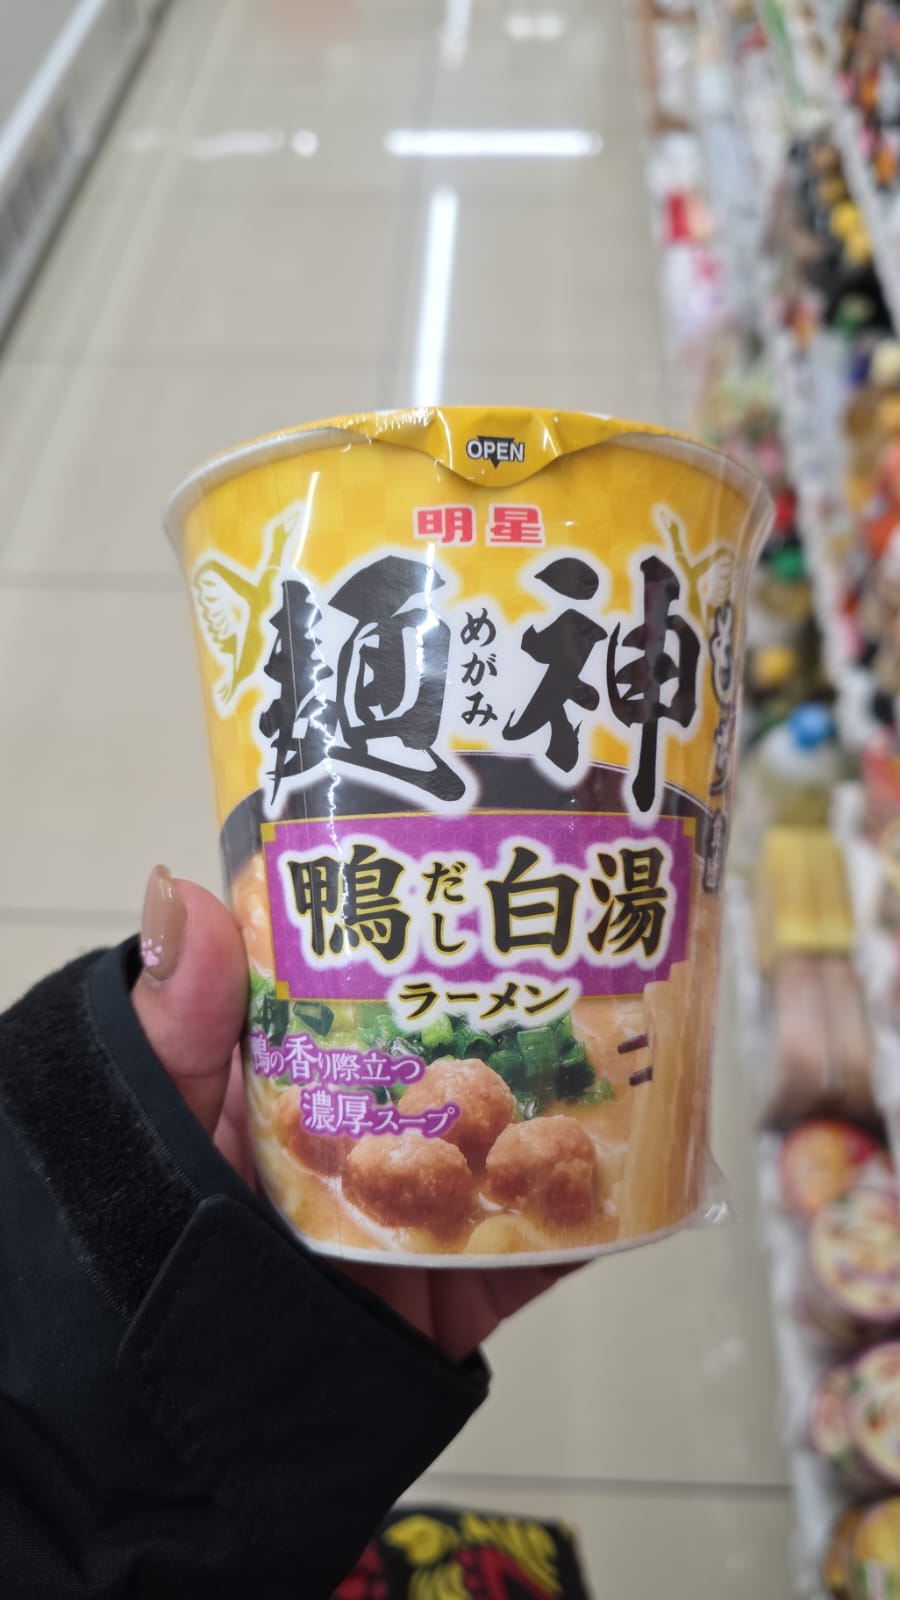 OPEN
明星
麺神
めがみ
鴨だし白湯
ラーメン
鴨の香り際立つ
濃厚スープ